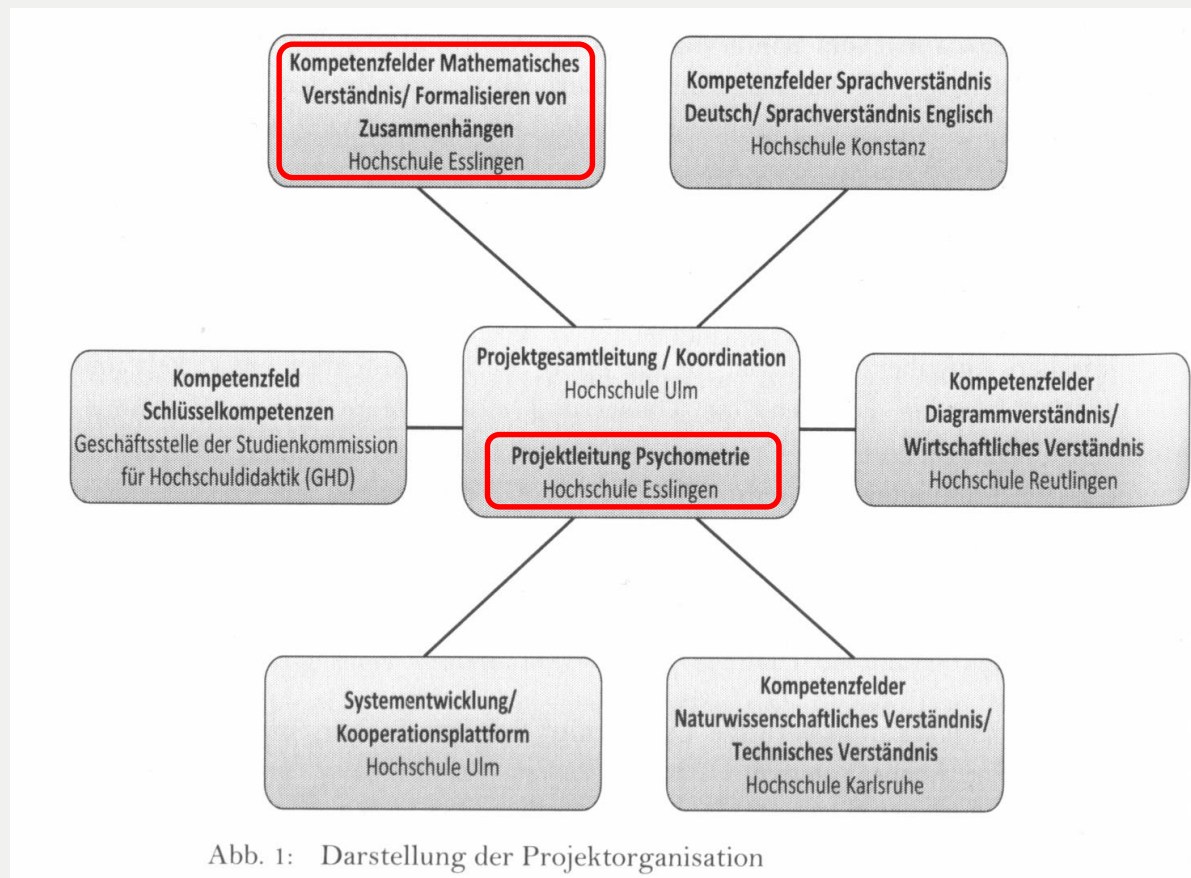 Kompetenzfelder Mathematisches
Verständnis/ Formalisieren von
Zusammenhängen
Hochschule Esslingen
Kompetenzfelder Sprachverständnis
Deutsch/ Sprachverständnis Englisch
Hochschule Konstanz
Kompetenzfeld
Schlüsselkompetenzen
Geschäftsstelle der Studienkommission
für Hochschuldidaktik (GHD)
Projektgesamtleitung / Koordination
Hochschule Ulm
Projektleitung Psychometrie
Hochschule Esslingen
Kompetenzfelder
Diagrammverständnis/
Wirtschaftliches Verständnis
Hochschule Reutlingen
Systementwicklung/
Kooperationsplattform
Hochschule Ulm
Kompetenzfelder
Naturwissenschaftliches Verständnis/
Technisches Verständnis
Hochschule Karlsruhe
Abb. 1: Darstellung der Projektorganisation